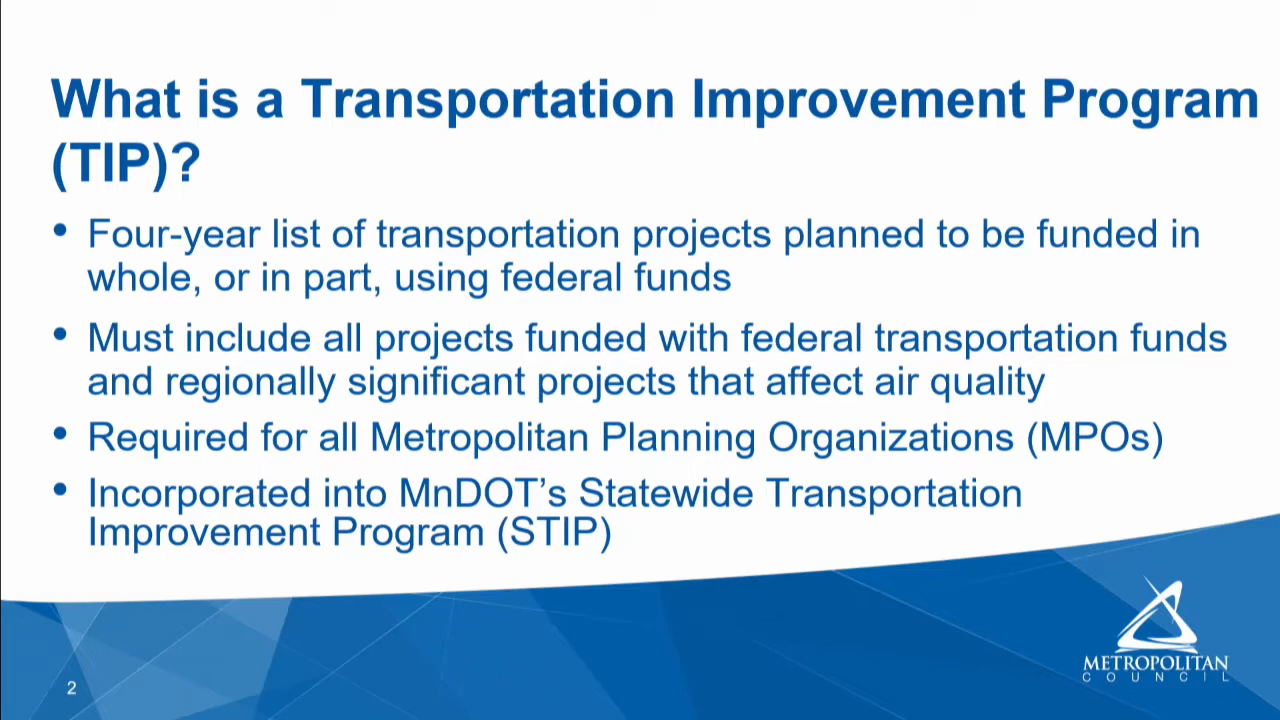 What is a Transportation Improvement Program
(TIP)?
• Four-year list of transportation projects planned to be funded in
whole, or in part, using federal funds
• Must include all projects funded with federal transportation funds
and regionally significant projects that affect air quality
• Required for all Metropolitan Planning Organizations (MPOs)
• Incorporated into MnDOT’s Statewide Transportation
Improvement Program (STIP)
METROPOLITAN
COUNCIL
2